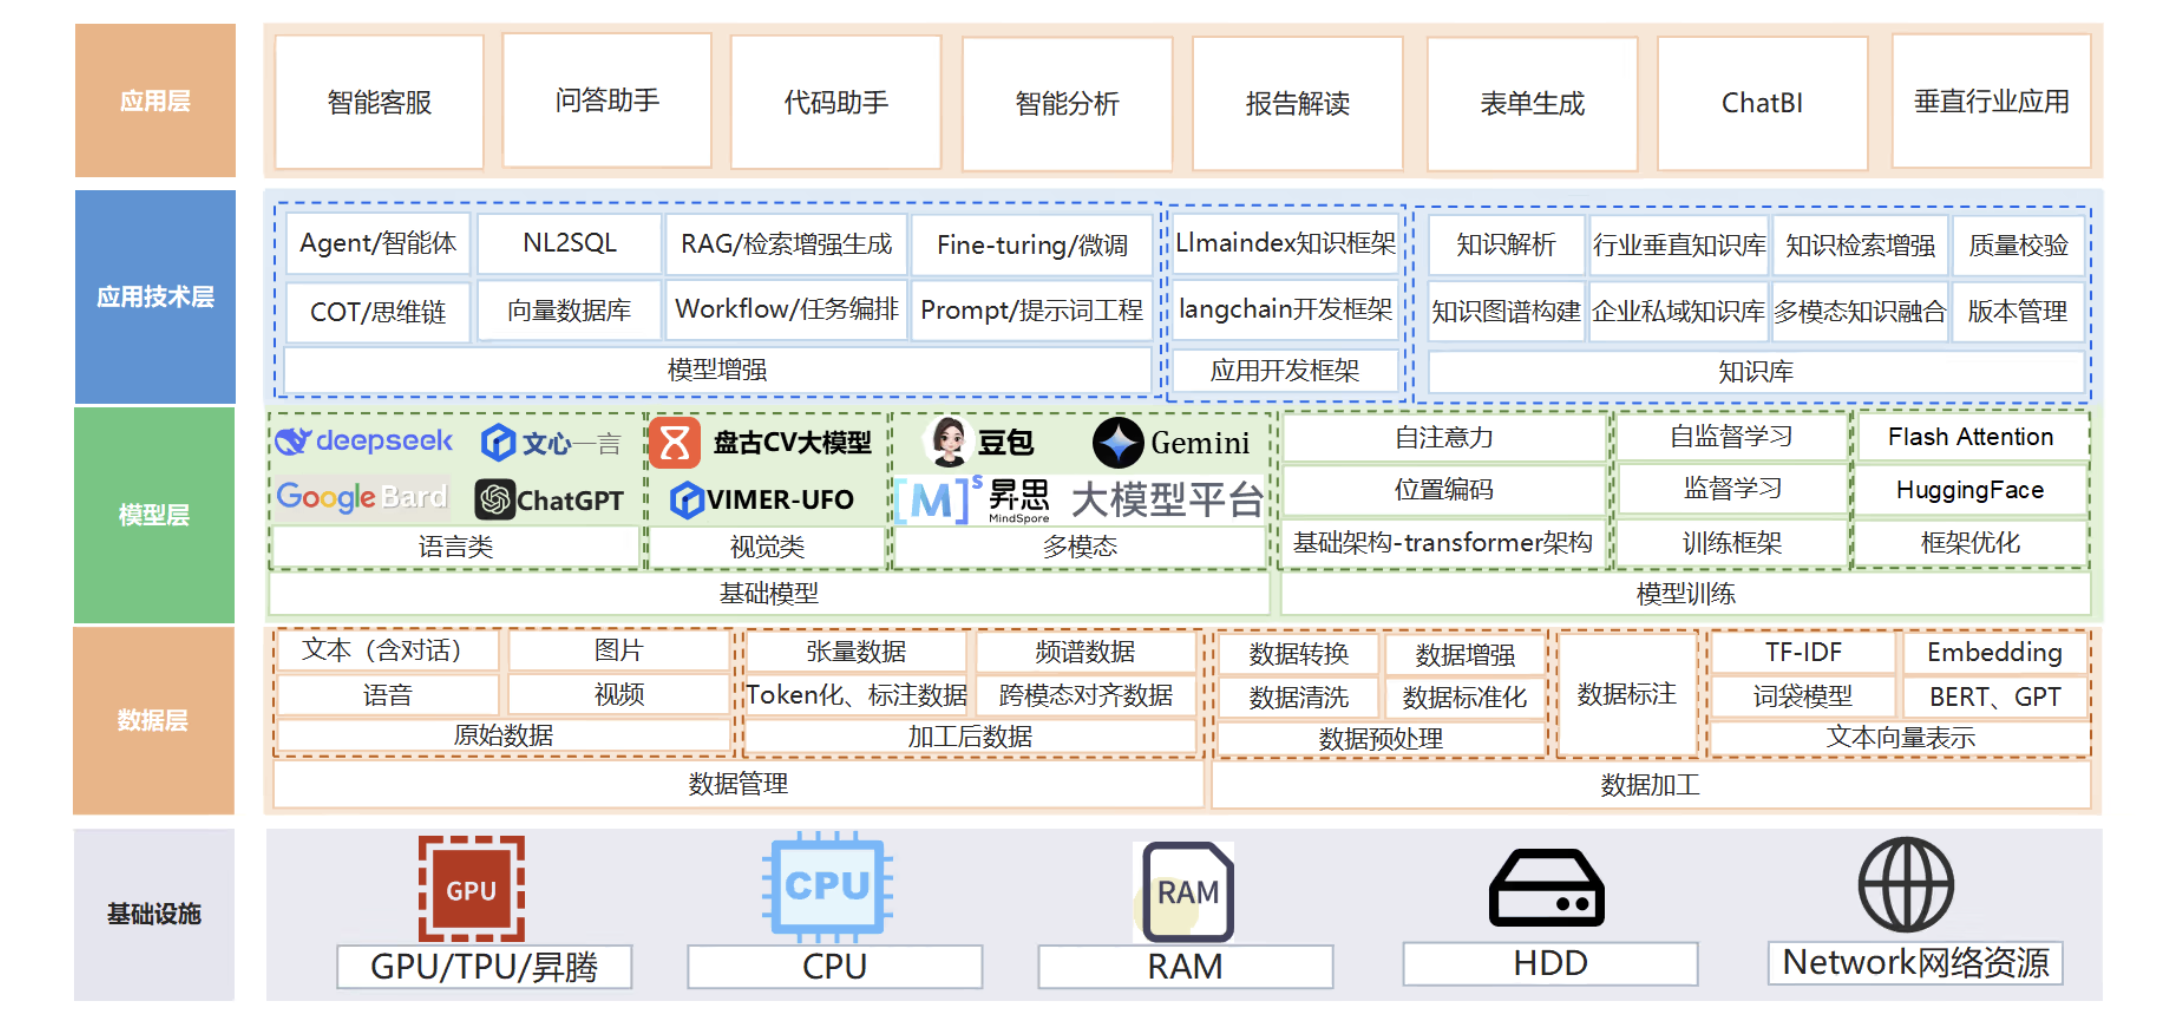 应用层
智能客服
问答助手
代码助手
智能分析
报告解读
表单生成
ChatBI
垂直行业应用
应用技术层
Agent/智能体
NL2SQL
RAG/检索增强生成
Fine-turing/微调
COT/思维链
向量数据库
Workflow/任务编排
Prompt/提示词工程
模型增强
Llmaindex知识框架
langchain开发框架
应用开发框架
知识解析
行业垂直知识库
知识检索增强
质量校验
知识图谱构建
企业私域知识库
多模态知识融合
版本管理
知识库
模型层
deepseek
文心一言
Google Bard
ChatGPT
语言类
盘古CV大模型
VIMER-UFO
视觉类
豆包
Gemini
[M]s
昇思
MindSpore
大模型平台
多模态
基础模型
自注意力
位置编码
基础架构-transformer架构
自监督学习
监督学习
训练框架
Flash Attention
HuggingFace
框架优化
模型训练
数据层
文本（含对话）
图片
语音
视频
原始数据
张量数据
频谱数据
Token化、标注数据
跨模态对齐数据
加工后数据
数据管理
数据转换
数据增强
数据清洗
数据标准化
数据预处理
数据标注
TF-IDF
Embedding
词袋模型
BERT、GPT
文本向量表示
数据加工
基础设施
GPU
GPU/TPU/昇腾
CPU
CPU
RAM
RAM
HDD
Network网络资源